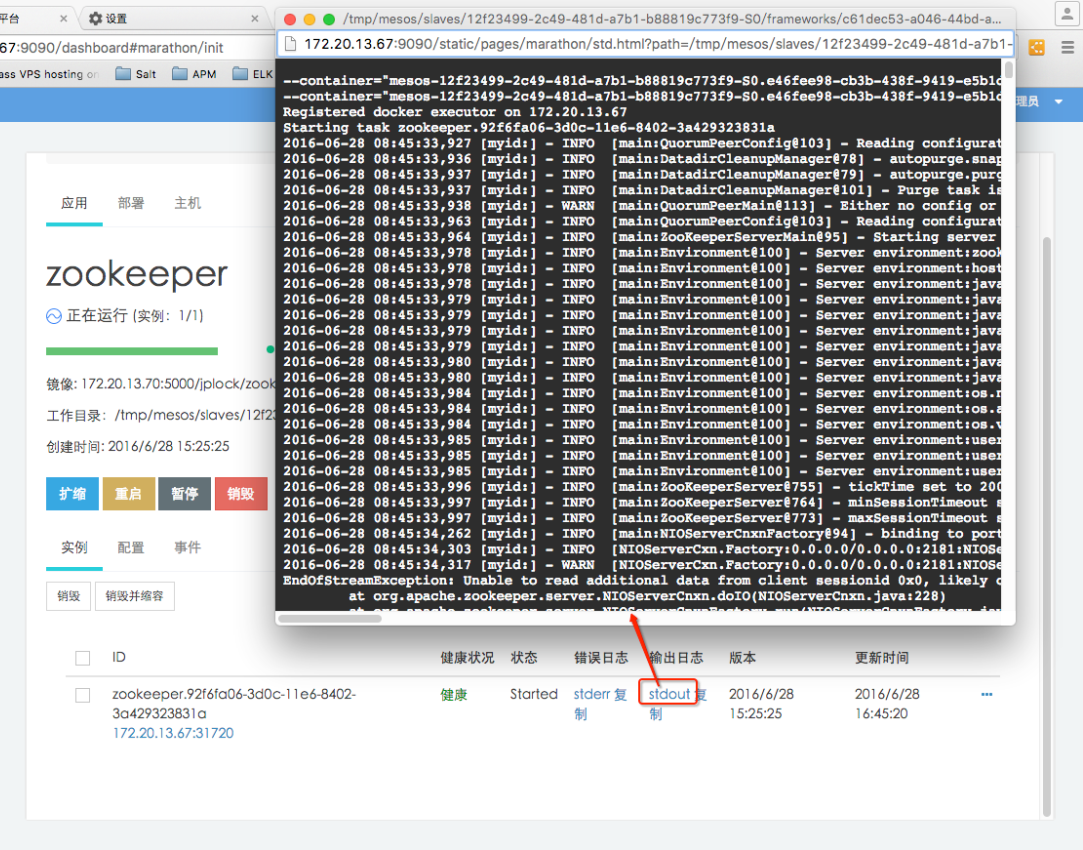 平台
设置
/tmp/mesos/slaves/12f23499-2c49-481d-a7b1-b88819c773f9-S0/frameworks/c61dec53-a046-44bd-a...
67:9090/dashboard#marathon/init
172.20.13.67:9090/static/pages/marathon/std.html?path=/tmp/mesos/slaves/12f23499-2c49-481d-a7b1-
ass VPS hosting on
Salt
APM
ELK
理员
--container="mesos-12f23499-2c49-481d-a7b1-b88819c773f9-S0.e46fee98-cb3b-438f-9419-e5b1d
--container="mesos-12f23499-2c49-481d-a7b1-b88819c773f9-S0.e46fee98-cb3b-438f-9419-e5b1d
Registered docker executor on 172.20.13.67
Starting task zookeeper.92f6fa06-3d0c-11e6-8402-3a429323831a
2016-06-28 08:45:33,927 [myid:] - INFO [main:QuorumPeerConfig@103] - Reading configurat
2016-06-28 08:45:33,936 [myid:] - INFO [main:DatadirCleanupManager@78] - autopurge.snap
2016-06-28 08:45:33,937 [myid:] - INFO [main:DatadirCleanupManager@79] - autopurge.purg
2016-06-28 08:45:33,937 [myid:] - INFO [main:DatadirCleanupManager@101] - Purge task is
2016-06-28 08:45:33,938 [myid:] - WARN [main:QuorumPeerMain@113] - Either no config or
2016-06-28 08:45:33,963 [myid:] - INFO [main:QuorumPeerConfig@103] - Reading configurat
2016-06-28 08:45:33,964 [myid:] - INFO [main:ZooKeeperServerMain@95] - Starting server
2016-06-28 08:45:33,978 [myid:] - INFO [main:Environment@100] - Server environment:zook
2016-06-28 08:45:33,978 [myid:] - INFO [main:Environment@100] - Server environment:host
2016-06-28 08:45:33,978 [myid:] - INFO [main:Environment@100] - Server environment:java
2016-06-28 08:45:33,979 [myid:] - INFO [main:Environment@100] - Server environment:java
2016-06-28 08:45:33,979 [myid:] - INFO [main:Environment@100] - Server environment:java
2016-06-28 08:45:33,979 [myid:] - INFO [main:Environment@100] - Server environment:java
2016-06-28 08:45:33,979 [myid:] - INFO [main:Environment@100] - Server environment:java
2016-06-28 08:45:33,980 [myid:] - INFO [main:Environment@100] - Server environment:java
2016-06-28 08:45:33,980 [myid:] - INFO [main:Environment@100] - Server environment:java
2016-06-28 08:45:33,984 [myid:] - INFO [main:Environment@100] - Server environment:os.n
2016-06-28 08:45:33,984 [myid:] - INFO [main:Environment@100] - Server environment:os.a
2016-06-28 08:45:33,984 [myid:] - INFO [main:Environment@100] - Server environment:os.v
2016-06-28 08:45:33,985 [myid:] - INFO [main:Environment@100] - Server environment:user
2016-06-28 08:45:33,985 [myid:] - INFO [main:Environment@100] - Server environment:user
2016-06-28 08:45:33,985 [myid:] - INFO [main:Environment@100] - Server environment:user
2016-06-28 08:45:33,996 [myid:] - INFO [main:ZooKeeperServer@755] - tickTime set to 200
2016-06-28 08:45:33,997 [myid:] - INFO [main:ZooKeeperServer@764] - minSessionTimeout s
2016-06-28 08:45:33,997 [myid:] - INFO [main:ZooKeeperServer@773] - maxSessionTimeout s
2016-06-28 08:45:34,262 [myid:] - INFO [main:NIOServerCnxnFactory@94] - binding to port
2016-06-28 08:45:34,303 [myid:] - INFO [NIOServerCxn.Factory:0.0.0.0/0.0.0.0:2181:NIOSe
2016-06-28 08:45:34,317 [myid:] - WARN [NIOServerCxn.Factory:0.0.0.0/0.0.0.0:2181:NIOSe
EndOfStreamException: Unable to read additional data from client sessionid 0x0, likely c
at org.apache.zookeeper.server.NIOServerCnxn.doIO(NIOServerCnxn.java:228)
at org.apache.zookeeper.server.NIOServerCnxnFactory.run(NIOServerCnxnFactory.jav
应用 部署 主机
zookeeper
正在运行 (实例：1/1)
镜像: 172.20.13.70:5000/jplock/zook
工作目录：/tmp/mesos/slaves/12f23
创建时间: 2016/6/28 15:25:25
扩缩 重启 暂停 销毁
实例 配置 事件
销毁 销毁并缩容
ID 健康状况 状态 错误日志 输出日志 版本 更新时间
zookeeper.92f6fa06-3d0c-11e6-8402- 健康 Started stderr 复 stdout 复 2016/6/28 2016/6/28 ...
3a429323831a 制 制 15:25:25 16:45:20
172.20.13.67:31720